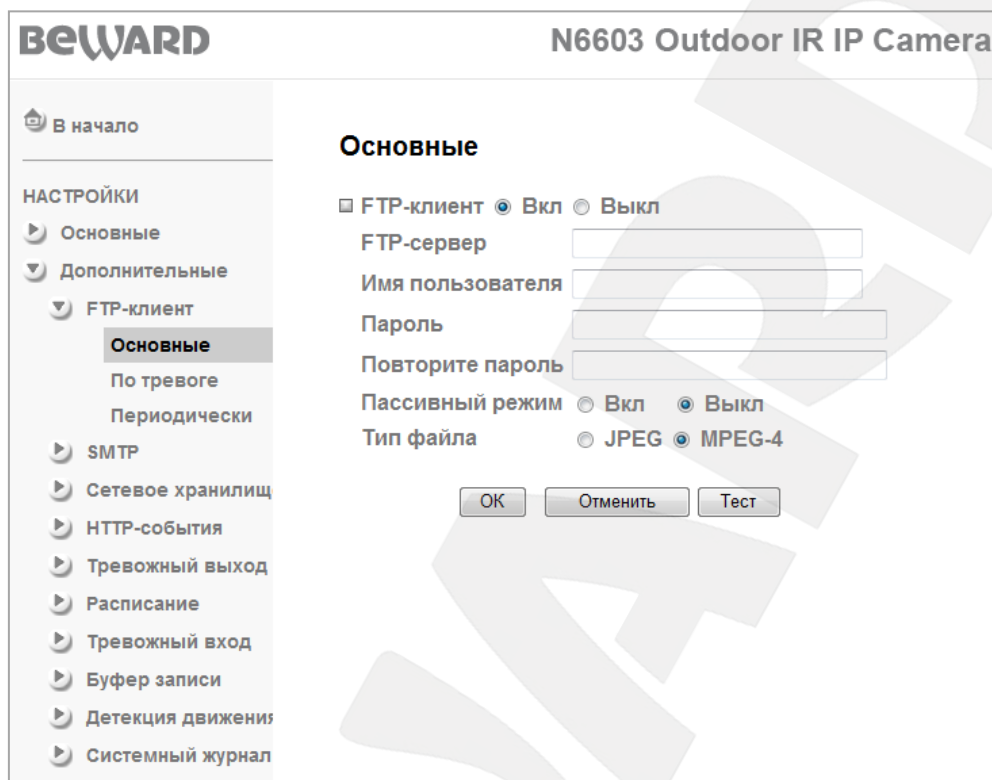 BEWARD
N6603 Outdoor IR IP Camera
В начало
НАСТРОЙКИ
Основные
Дополнительные
FTP-клиент
Основные
По тревоге
Периодически
SMTP
Сетевое хранилищ
HTTP-события
Тревожный выход
Расписание
Тревожный вход
Буфер записи
Детекция движения
Системный журнал
Основные
FTP-клиент Вкл Выкл
FTP-сервер
Имя пользователя
Пароль
Повторите пароль
Пассивный режим Вкл Выкл
Тип файла JPEG MPEG-4
ОК Отменить Тест